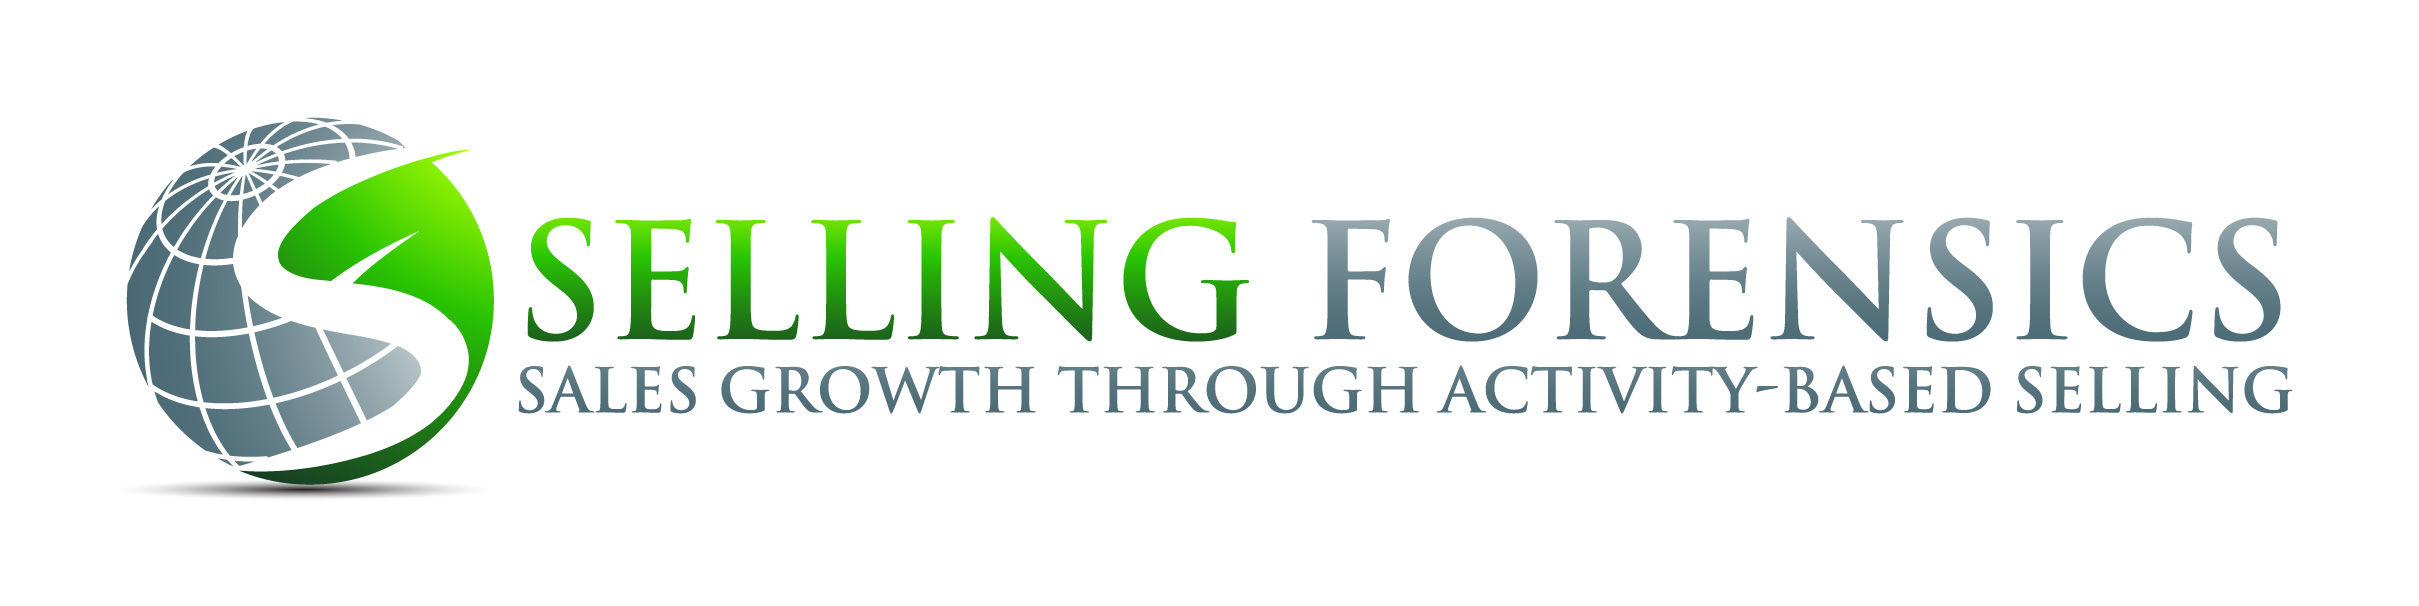 SELLING FORENSICS
SALES GROWTH THROUGH ACTIVITY-BASED SELLING